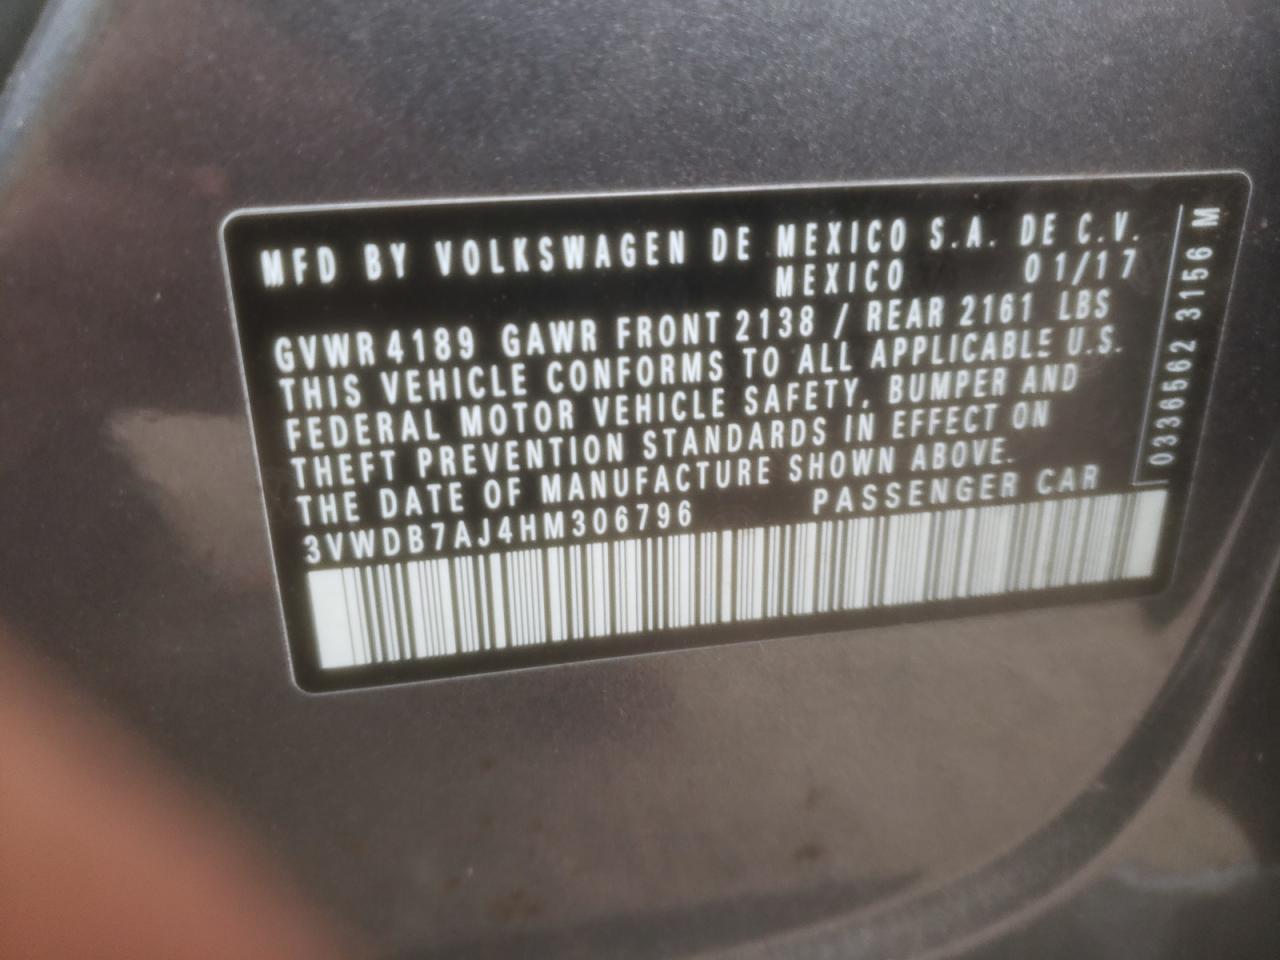 MFD BY VOLKSWAGEN DE MEXICO S.A. DE C.V.
MEXICO 01/17
GVWR 4189 GAWR FRONT 2138 / REAR 2161 LBS
THIS VEHICLE CONFORMS TO ALL APPLICABLE U.S.
FEDERAL MOTOR VEHICLE SAFETY, BUMPER AND
THEFT PREVENTION STANDARDS IN EFFECT ON
THE DATE OF MANUFACTURE SHOWN ABOVE.
3VWDB7AJ4HM306796 PASSENGER CAR
0336562 3156 M